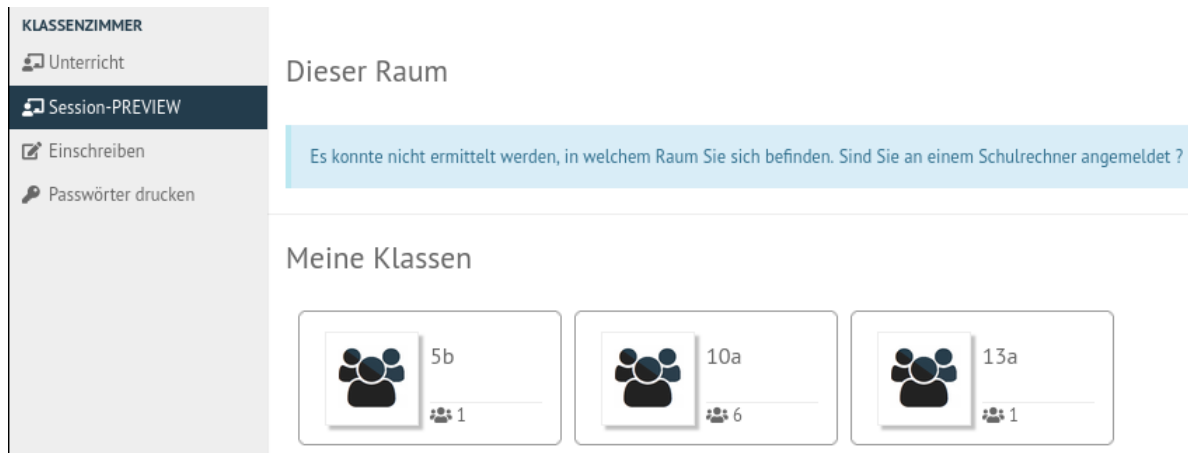 KLASSENZIMMER
Unterricht
Session-PREVIEW
Einschreiben
Passwörter drucken
Dieser Raum
Es konnte nicht ermittelt werden, in welchem Raum Sie sich befinden. Sind Sie an einem Schulrechner angemeldet ?
Meine Klassen
5b
1
10a
6
13a
1